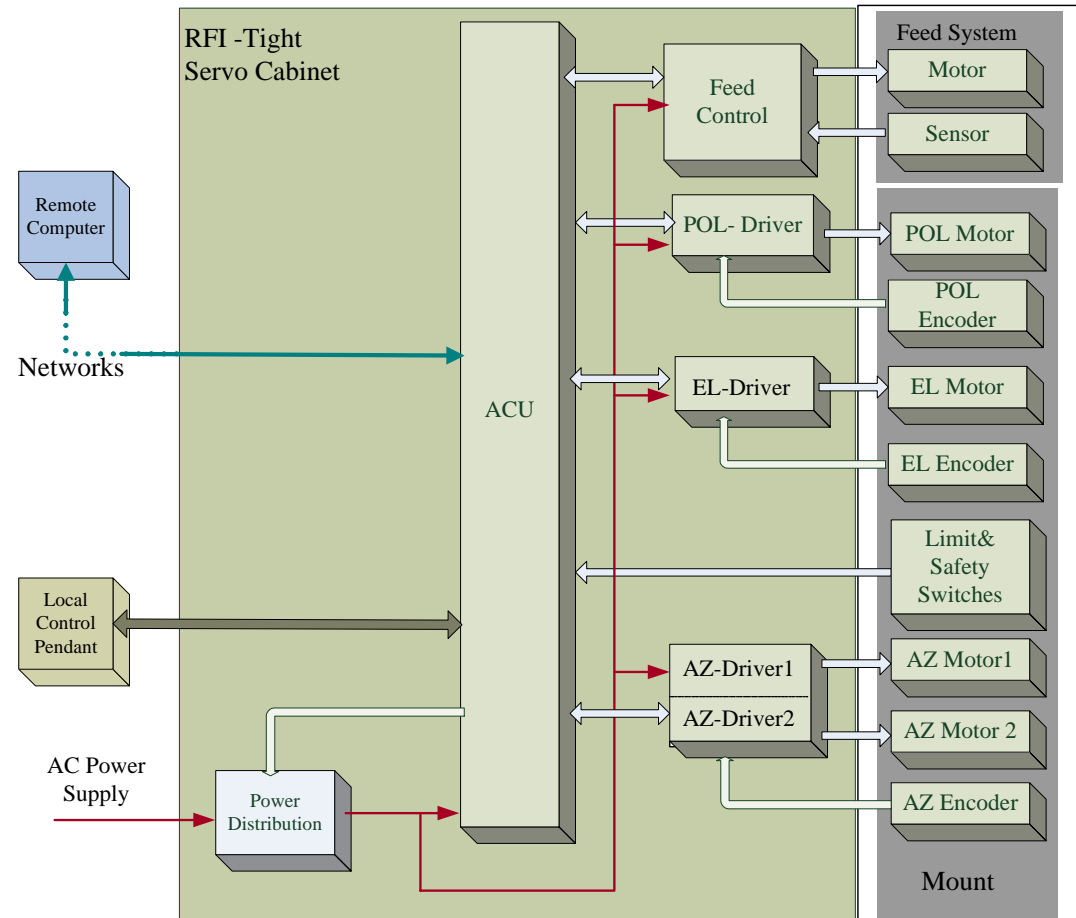 RFI -Tight
Servo Cabinet
Feed System
Motor
Feed
Control
Sensor
Remote
Computer
POL- Driver
POL Motor
POL
Encoder
Networks
EL-Driver
EL Motor
ACU
EL Encoder
Limit&
Safety
Switches
Local
Control
Pendant
AZ-Driver1
AZ Motor1
AZ-Driver2
AZ Motor 2
AC Power
Supply
Power
Distribution
AZ Encoder
Mount